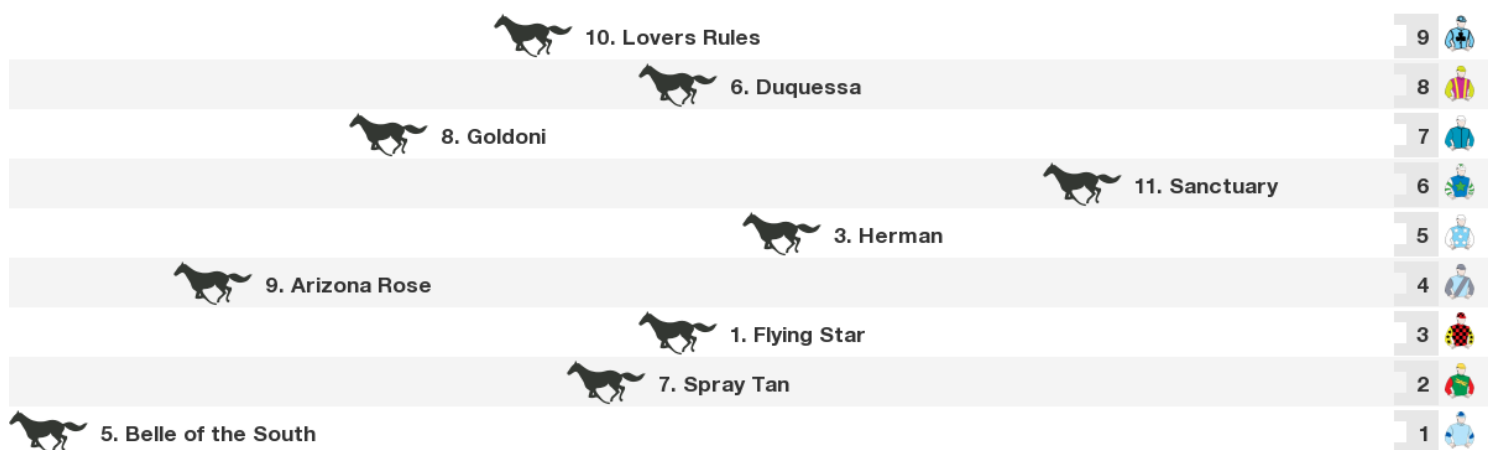 10. Lovers Rules 9
6. Duquessa 8
8. Goldoni 7
11. Sanctuary 6
3. Herman 5
9. Arizona Rose 4
1. Flying Star 3
7. Spray Tan 2
5. Belle of the South 1